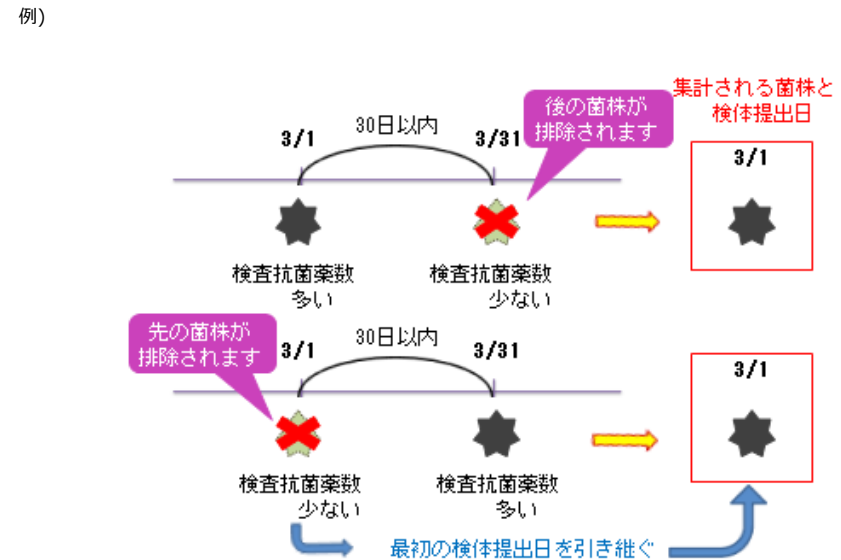 例)
集計される菌株と
検体提出日
後の菌株が
排除されます
3/1
30日以内
3/31
3/1
検査抗菌薬数
多い
検査抗菌薬数
少ない
先の菌株が
排除されます
3/1
30日以内
3/31
3/1
検査抗菌薬数
少ない
検査抗菌薬数
多い
最初の検体提出日を引き継ぐ